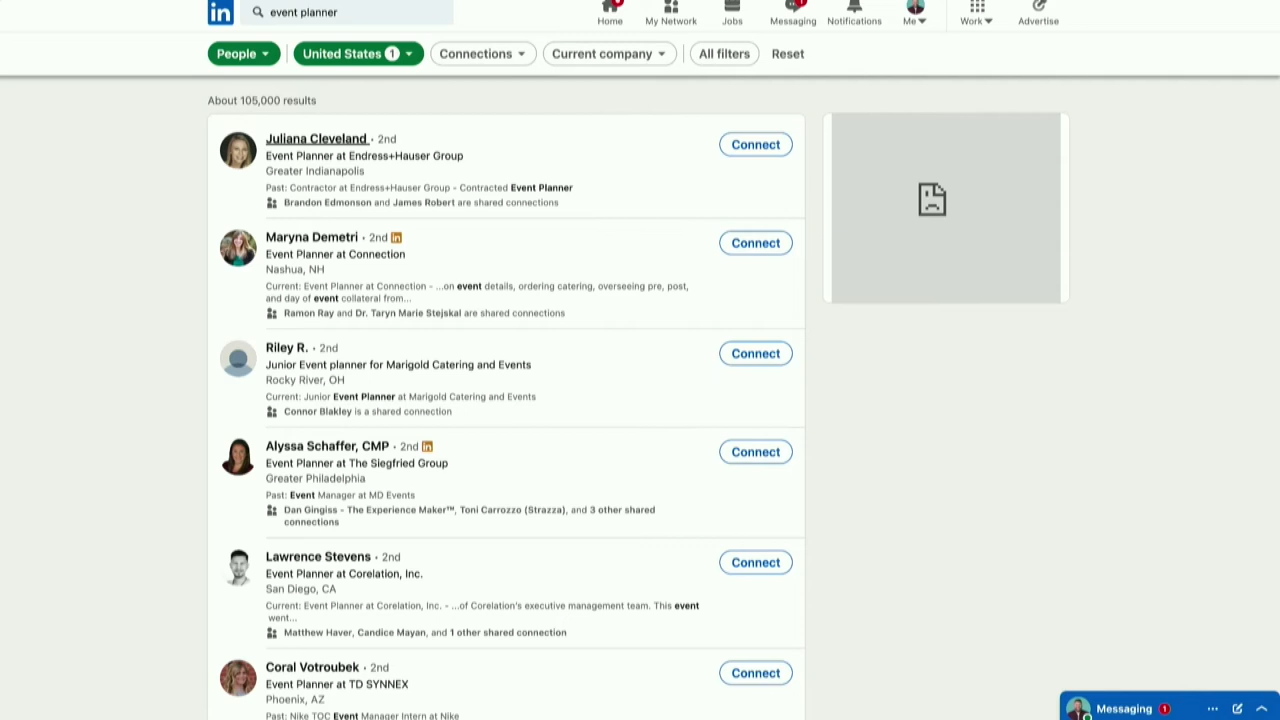 in
event planner
Home
My Network
Jobs
Messaging
Notifications
Me
Work
Advertise
People
United States 1
Connections
Current company
All filters
Reset
About 105,000 results
Juliana Cleveland · 2nd
Connect
Event Planner at Endress+Hauser Group
Greater Indianapolis
Past: Contractor at Endress+Hauser Group - Contracted Event Planner
Brandon Edmonson and James Robert are shared connections
Maryna Demetri · 2nd in
Connect
Event Planner at Connection
Nashua, NH
Current: Event Planner at Connection - ...on event details, ordering catering, overseeing pre, post,
and day of event collateral from...
Ramon Ray and Dr. Taryn Marie Stejskal are shared connections
Riley R. · 2nd
Connect
Junior Event planner for Marigold Catering and Events
Rocky River, OH
Current: Junior Event Planner at Marigold Catering and Events
Connor Blakley is a shared connection
Alyssa Schaffer, CMP · 2nd in
Connect
Event Planner at The Siegfried Group
Greater Philadelphia
Past: Event Manager at MD Events
Dan Gingiss - The Experience Maker™, Toni Carrozzo (Strazza), and 3 other shared
connections
Lawrence Stevens · 2nd
Connect
Event Planner at Corelation, Inc.
San Diego, CA
Current: Event Planner at Corelation, Inc. - ...of Corelation's executive management team. This event
went...
Matthew Haver, Candice Mayan, and 1 other shared connection
Coral Votroubek · 2nd
Connect
Event Planner at TD SYNNEX
Phoenix, AZ
Past: Nike TOC Event Manager Intern at Nike
Messaging 1